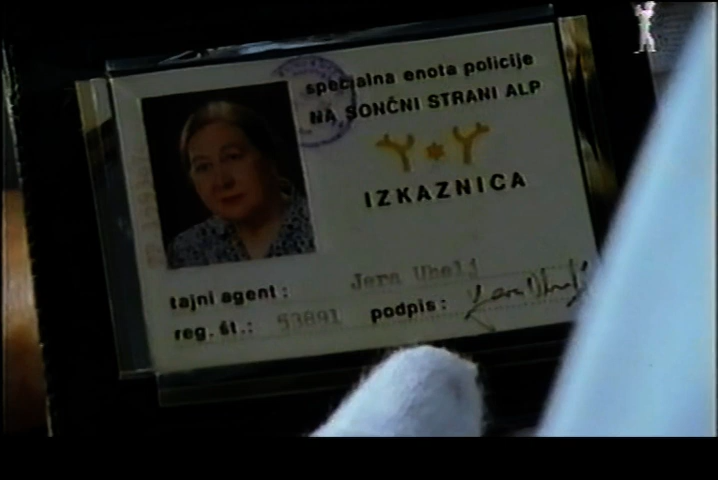 specialna enota policije
NA SONČNI STRANI ALP
IZKAZNICA
tajni agent: Jera Uhelj
reg. št.: 53891 podpis: